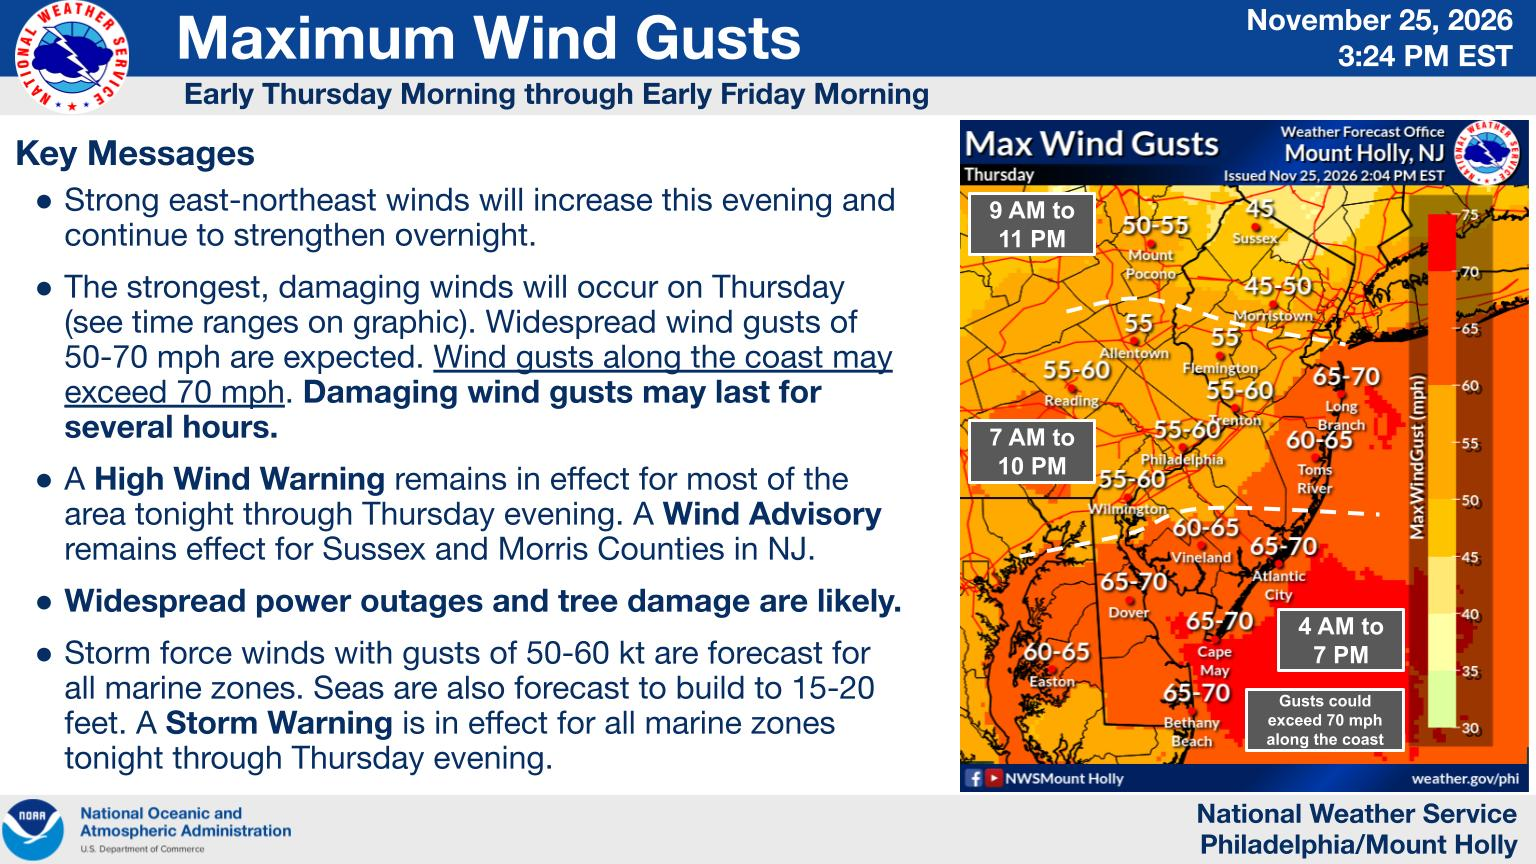 NATIONAL WEATHER SERVICE
Maximum Wind Gusts
November 25, 2026
3:24 PM EST
Early Thursday Morning through Early Friday Morning
Key Messages
● Strong east-northeast winds will increase this evening and
continue to strengthen overnight.
● The strongest, damaging winds will occur on Thursday
(see time ranges on graphic). Widespread wind gusts of
50-70 mph are expected. Wind gusts along the coast may
exceed 70 mph. Damaging wind gusts may last for
several hours.
● A High Wind Warning remains in effect for most of the
area tonight through Thursday evening. A Wind Advisory
remains effect for Sussex and Morris Counties in NJ.
● Widespread power outages and tree damage are likely.
● Storm force winds with gusts of 50-60 kt are forecast for
all marine zones. Seas are also forecast to build to 15-20
feet. A Storm Warning is in effect for all marine zones
tonight through Thursday evening.
Max Wind Gusts
Thursday
Weather Forecast Office
Mount Holly, NJ
Issued Nov 25, 2026 2:04 PM EST
NATIONAL WEATHER SERVICE
9 AM to
11 PM
50-55
Mount
Pocono
45
Sussex
45-50
Morristown
55
Allentown
55
Flemington
55-60
Reading
55-60
Trenton
65-70
Long
Branch
7 AM to
10 PM
55-60
Philadelphia
60-65
Toms
River
55-60
Wilmington
60-65
Vineland
65-70
Atlantic
City
65-70
Dover
65-70
Cape
May
4 AM to
7 PM
60-65
Easton
65-70
Bethany
Beach
Gusts could
exceed 70 mph
along the coast
MaxWindGust (mph)
75
70
65
60
55
50
45
40
35
30
NWSMount Holly
weather.gov/phi
NOAA
National Oceanic and
Atmospheric Administration
U.S. Department of Commerce
National Weather Service
Philadelphia/Mount Holly